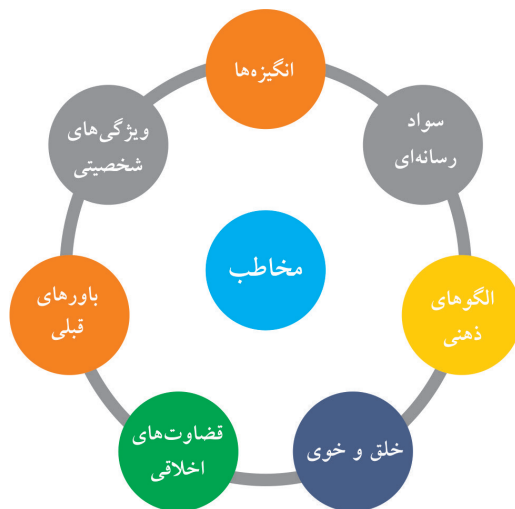 انگیزه‌ها
سواد
رسانه‌ای
ویژگی‌های
شخصیتی
مخاطب
الگوهای
ذهنی
باورهای
قبلی
خلق و خوی
قضاوت‌های
اخلاقی